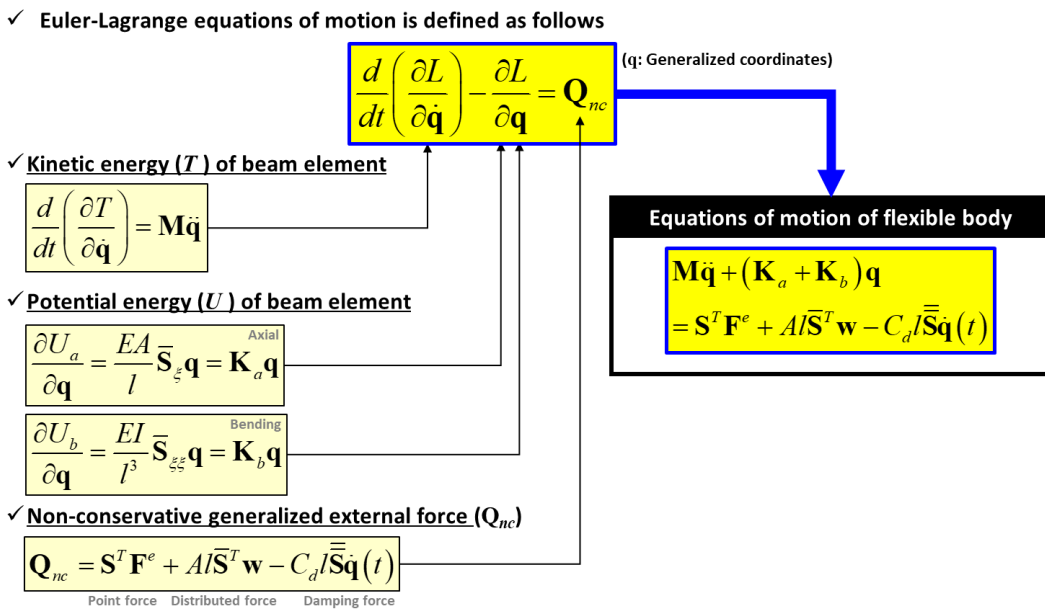 ✓ Euler-Lagrange equations of motion is defined as follows
(q: Generalized coordinates)
d/dt (∂L/∂q̇) − ∂L/∂q = Q_nc
✓ Kinetic energy (T) of beam element
d/dt (∂T/∂q̇) = Mq̈
Equations of motion of flexible body
Mq̈ + (K_a + K_b)q
= S^T F^e + Al S̅^T w − C_d l S̿ q̇(t)
✓ Potential energy (U) of beam element
Axial
∂U_a/∂q = EA/l S̅_ξ q = K_a q
Bending
∂U_b/∂q = EI/l³ S̅_ξξ q = K_b q
✓ Non-conservative generalized external force (Q_nc)
Q_nc = S^T F^e + Al S̅^T w − C_d l S̿ q̇(t)
Point force Distributed force Damping force